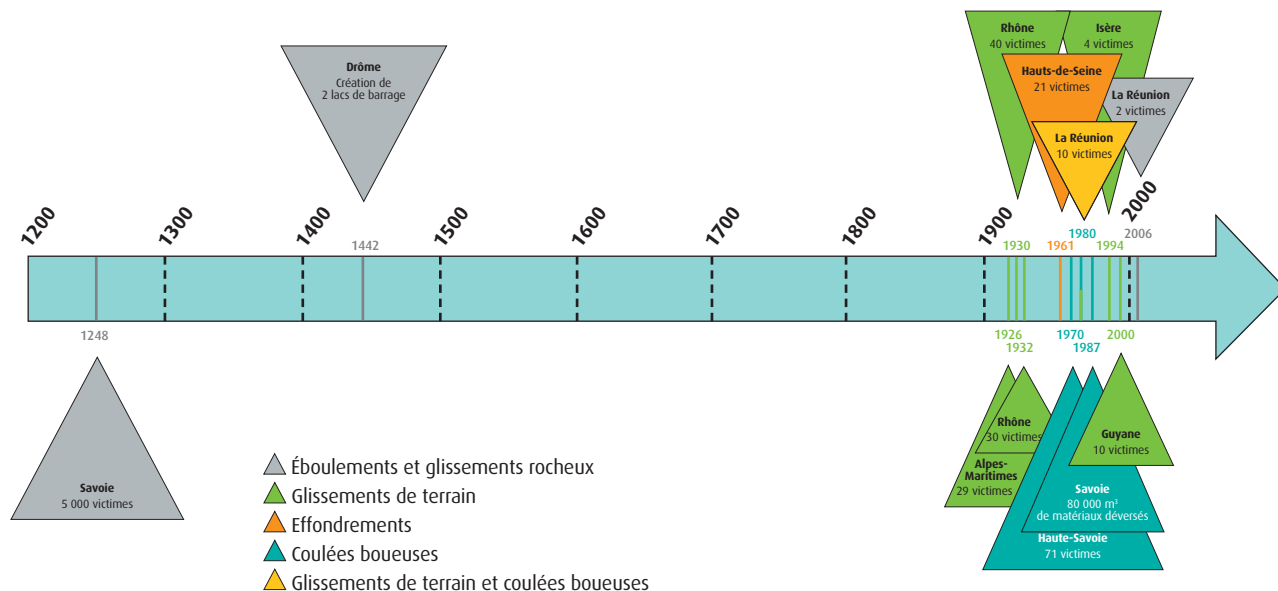 Rhône
40 victimes
Isère
4 victimes
Drôme
Création de
2 lacs de barrage
Hauts-de-Seine
21 victimes
La Réunion
2 victimes
La Réunion
10 victimes
1200
1300
1400
1500
1600
1700
1800
1900
2000
1442
1930
1961
1980
1994
2006
1248
1926
1932
1970
1987
2000
Savoie
5 000 victimes
Rhône
30 victimes
Alpes-
Maritimes
29 victimes
Guyane
10 victimes
Savoie
80 000 m³
de matériaux déversés
Haute-Savoie
71 victimes
Éboulements et glissements rocheux
Glissements de terrain
Effondrements
Coulées boueuses
Glissements de terrain et coulées boueuses